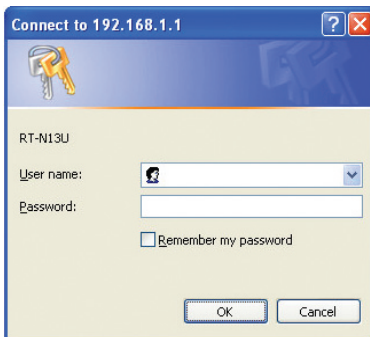 Connect to 192.168.1.1
RT-N13U
User name:
Password:
Remember my password
OK
Cancel